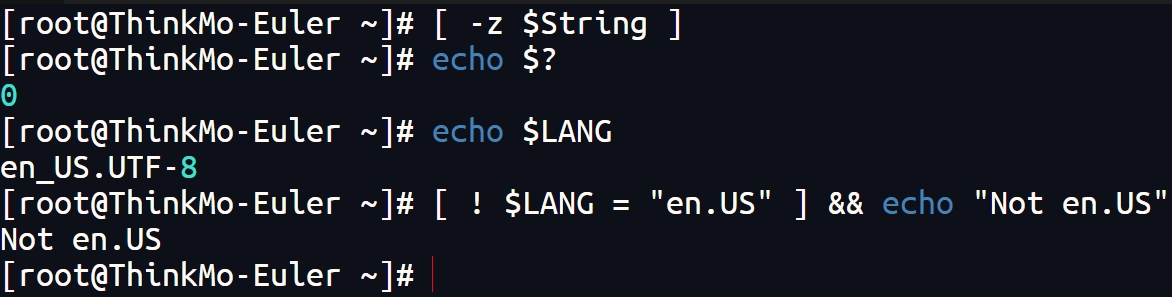 [root@ThinkMo-Euler ~]# [ -z $String ]
[root@ThinkMo-Euler ~]# echo $?
0
[root@ThinkMo-Euler ~]# echo $LANG
en_US.UTF-8
[root@ThinkMo-Euler ~]# [ ! $LANG = "en.US" ] && echo "Not en.US"
Not en.US
[root@ThinkMo-Euler ~]#